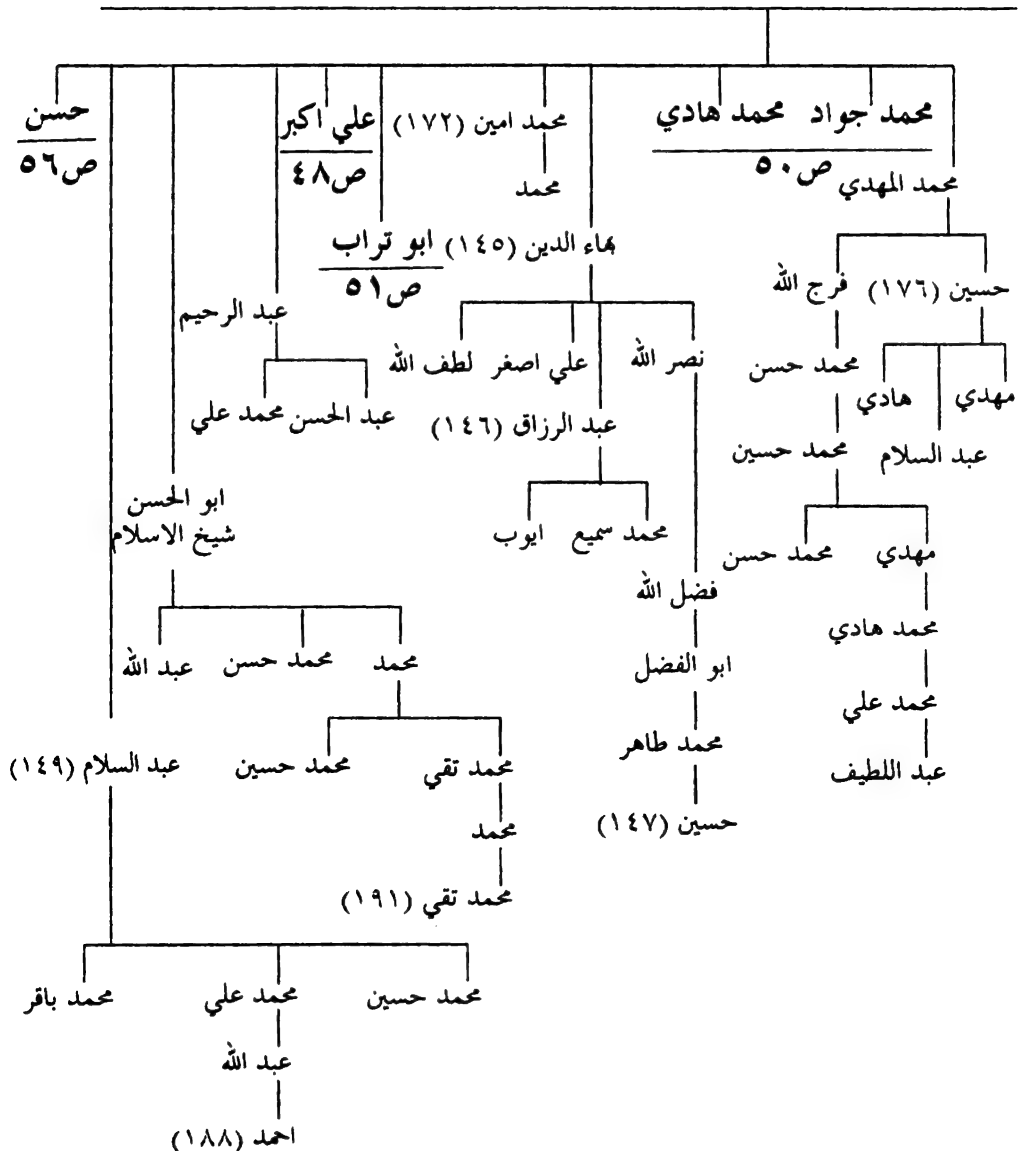 محمد جواد محمد هادي
ص٥٠
محمد امين (١٧٢)
علي اكبر
ص٤٨
حسن
ص٥٦
محمد المهدي
محمد
بهاء الدين (١٤٥)
ابو تراب
ص٥١
حسين (١٧٦)
فرج الله
عبد الرحيم
نصر الله
علي اصغر
لطف الله
محمد حسن
مهدي
هادي
عبد الحسن
محمد علي
عبد الرزاق (١٤٦)
عبد السلام
محمد حسين
ابو الحسن
شيخ الاسلام
محمد سميع
ايوب
مهدي
محمد حسن
فضل الله
محمد هادي
محمد
محمد حسن
عبد الله
ابو الفضل
محمد علي
محمد طاهر
عبد اللطيف
محمد تقي
محمد حسين
عبد السلام (١٤٩)
حسين (١٤٧)
محمد
محمد تقي (١٩١)
محمد حسين
محمد علي
محمد باقر
عبد الله
احمد (١٨٨)